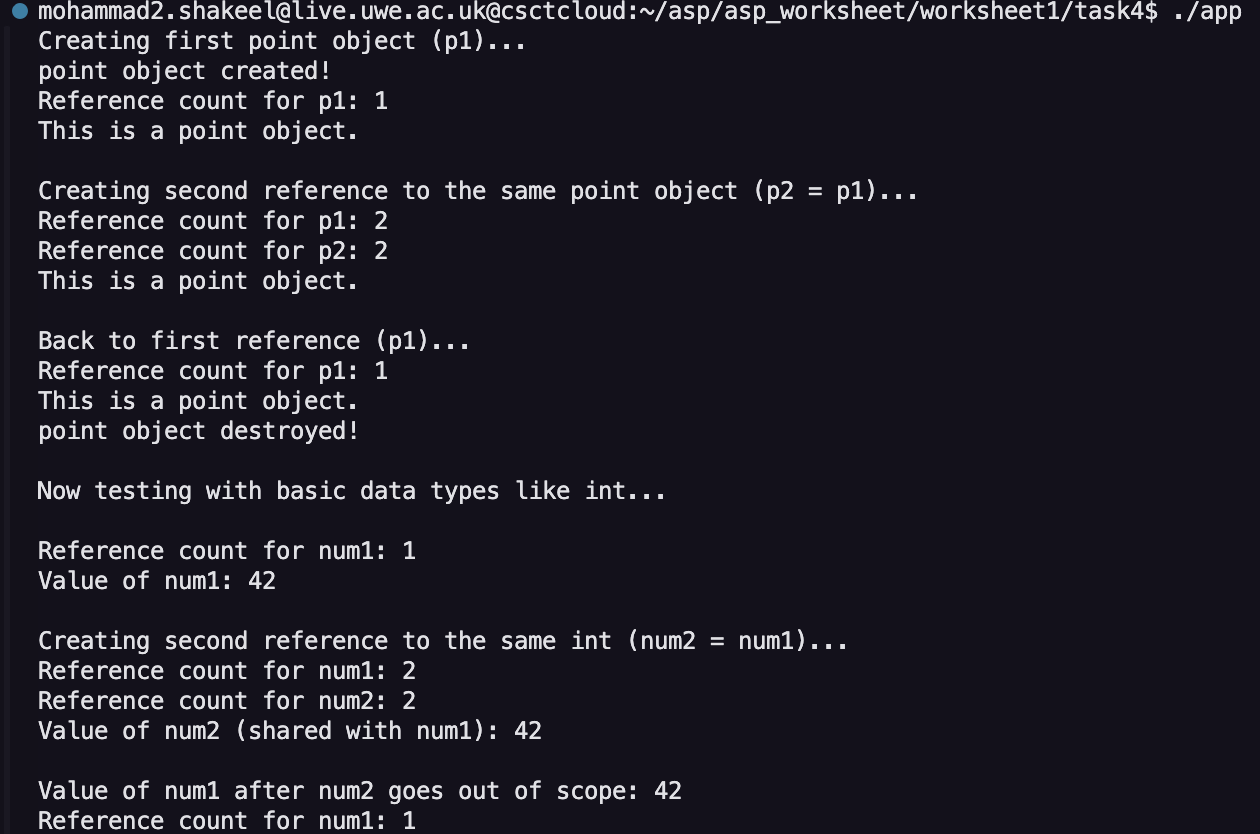 mohammad2.shakeel@live.uwe.ac.uk@csctcloud:~/asp/asp_worksheet/worksheet1/task4$ ./app
Creating first point object (p1)...
point object created!
Reference count for p1: 1
This is a point object.

Creating second reference to the same point object (p2 = p1)...
Reference count for p1: 2
Reference count for p2: 2
This is a point object.

Back to first reference (p1)...
Reference count for p1: 1
This is a point object.
point object destroyed!

Now testing with basic data types like int...

Reference count for num1: 1
Value of num1: 42

Creating second reference to the same int (num2 = num1)...
Reference count for num1: 2
Reference count for num2: 2
Value of num2 (shared with num1): 42

Value of num1 after num2 goes out of scope: 42
Reference count for num1: 1